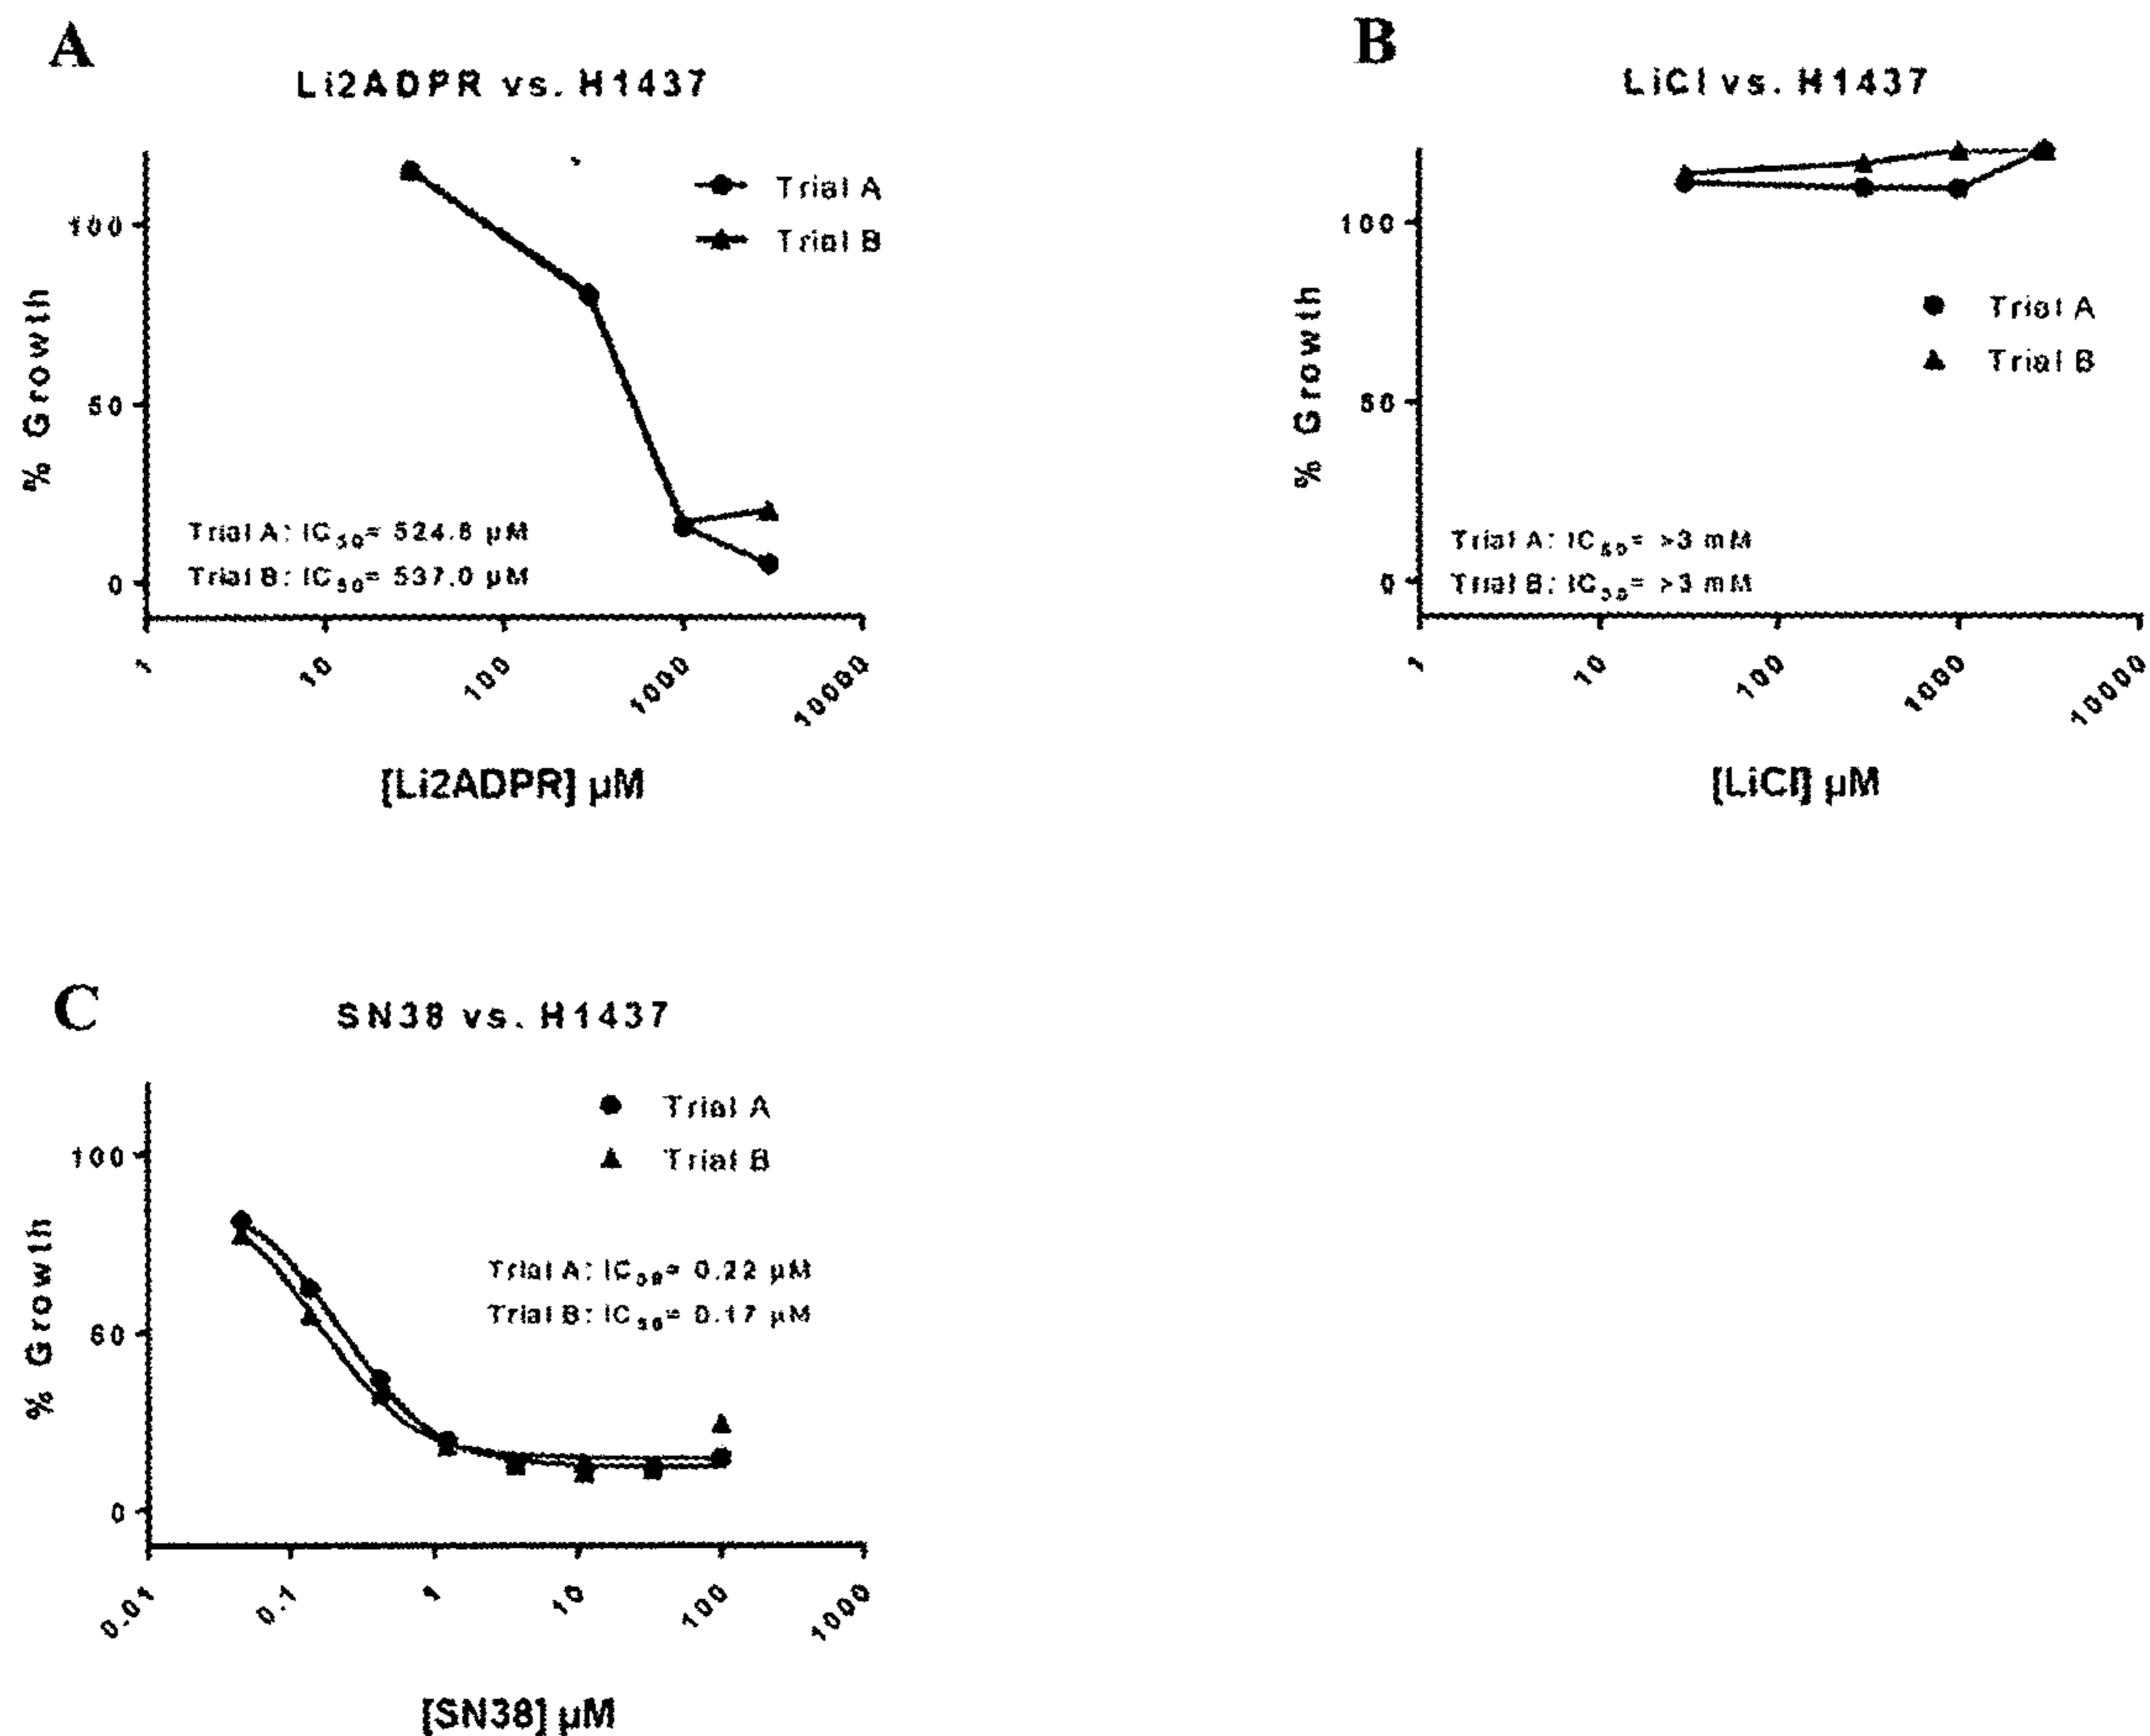 A
Li2ADPR vs. H1437
Trial A
Trial B
% Growth
100
50
0
Trial A: IC50= 524.8 µM
Trial B: IC50= 537.0 µM
1
10
100
1000
10000
[Li2ADPR] µM
B
LiCl vs. H1437
Trial A
Trial B
% Growth
100
50
0
Trial A: IC50= >3 mM
Trial B: IC50= >3 mM
1
10
100
1000
10000
[LiCl] µM
C
SN38 vs. H1437
Trial A
Trial B
% Growth
100
50
0
Trial A: IC50= 0.22 µM
Trial B: IC50= 0.17 µM
0.01
0.1
1
10
100
1000
[SN38] µM